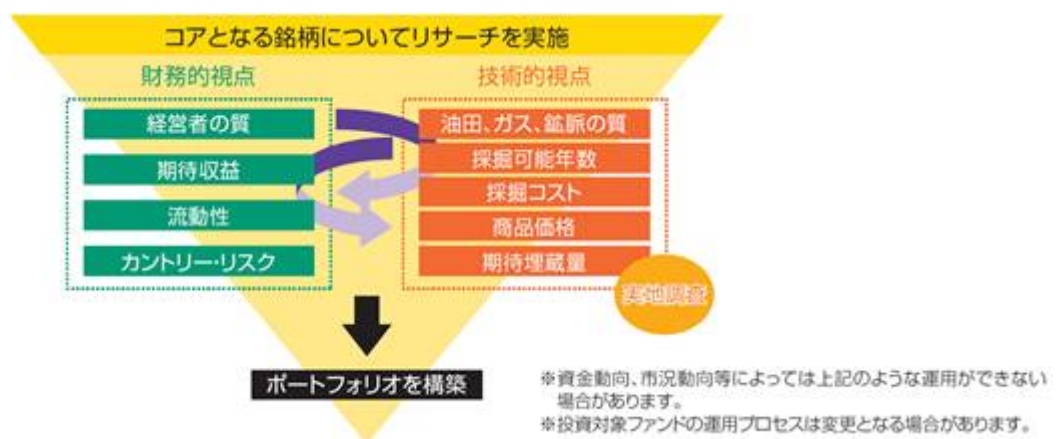 コアとなる銘柄についてリサーチを実施
財務的視点
経営者の質
期待収益
流動性
カントリー・リスク
技術的視点
油田、ガス、鉱脈の質
採掘可能年数
採掘コスト
商品価格
期待埋蔵量
実地調査
ポートフォリオを構築
※資金動向、市況動向等によっては上記のような運用ができない
場合があります。
※投資対象ファンドの運用プロセスは変更となる場合があります。